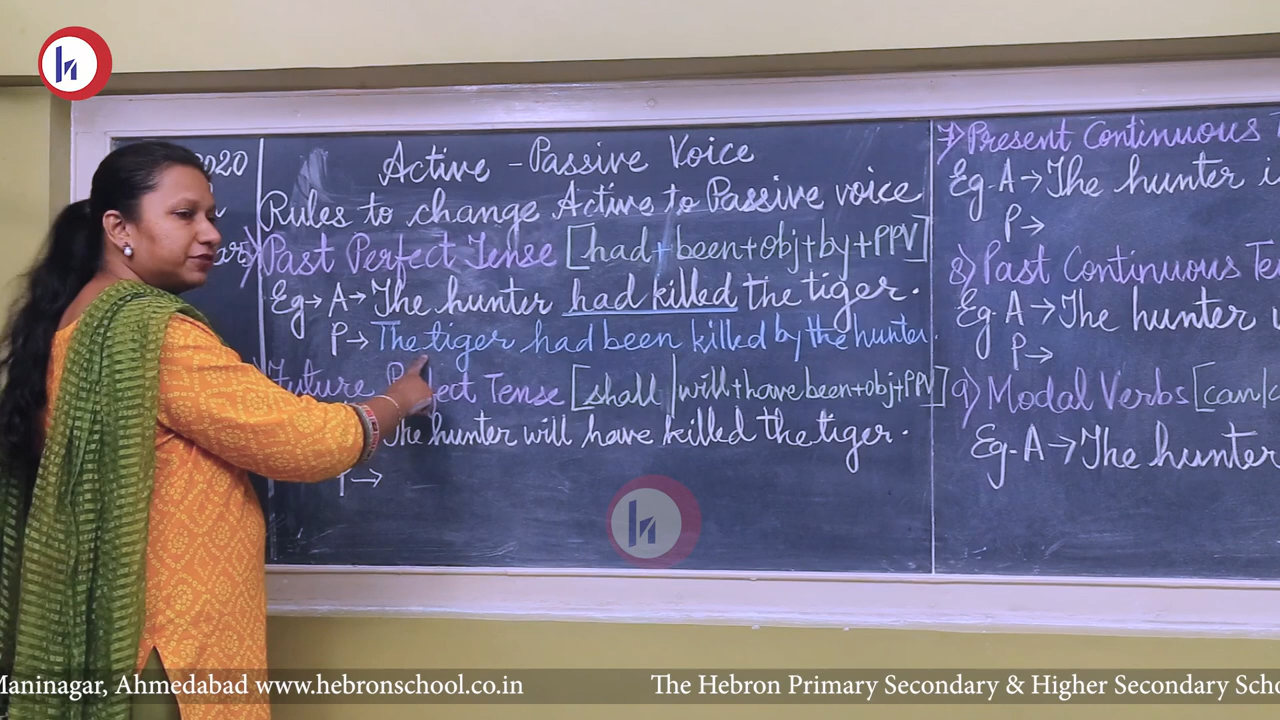 2020
Active - Passive Voice
Rules to change Active to Passive voice
Past Perfect Tense [had+been+obj+by+PPV]
Eg→ A→The hunter had killed the tiger.
P→The tiger had been killed by the hunter.
Future Perfect Tense [shall|will+have been+obj+PPV]
The hunter will have killed the tiger.
P→
7) Present Continuous
Eg. A→The hunter
P→
8) Past Continuous
Eg. A→The hunter
P→
9) Modal Verbs [can/
Eg. A→The hunter
Maninagar, Ahmedabad www.hebronschool.co.in The Hebron Primary Secondary & Higher Secondary